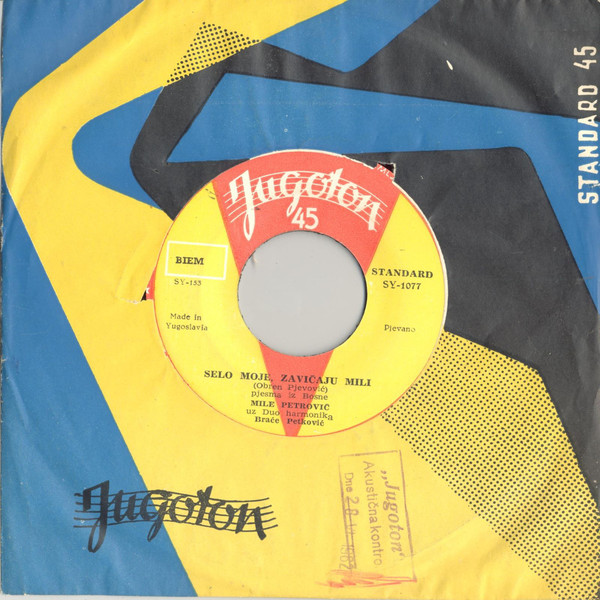 STANDARD 45
Jugoton
45
BIEM
SY-153
STANDARD
SY-1077
Made in
Yugoslavia
Pjevano
SELO MOJE, ZAVIČAJU MILI
(Obren Pjevović)
pjesma iz Bosne
MILE PETROVIĆ
uz Duo harmonika
Braće Petković
Jugoton
„Jugoton"
Akustična kontro
Dne